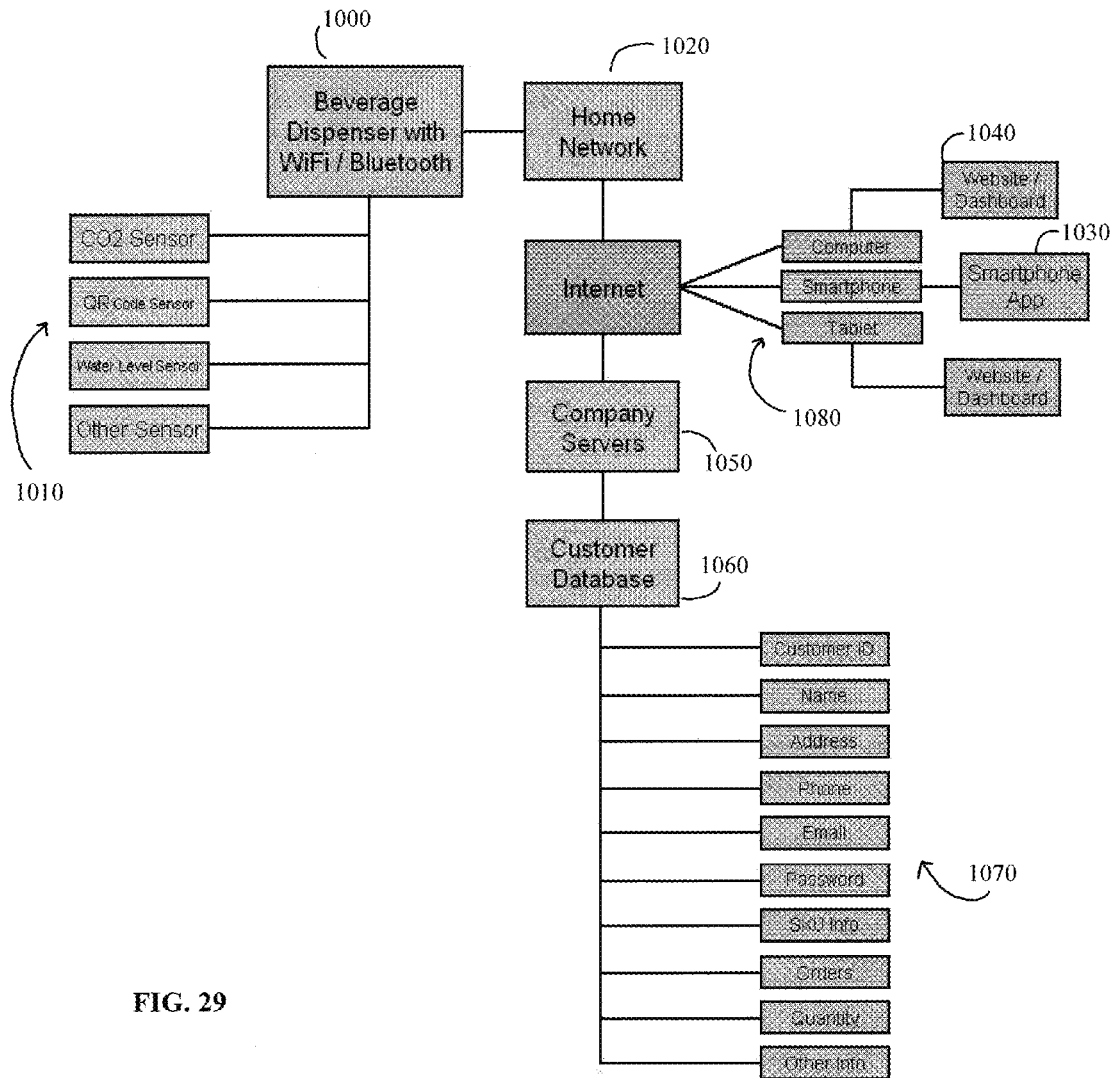 1000
1020
Beverage
Dispenser with
WiFi / Bluetooth
Home
Network
1040
Website /
Dashboard
CO2 Sensor
QR Code Sensor
Water Level Sensor
Other Sensor
1010
Internet
Computer
Smartphone
Tablet
1030
Smartphone
App
Website /
Dashboard
1080
Company
Servers
1050
Customer
Database
1060
Customer ID
Name
Address
Phone
Email
Password
SKU Info
Orders
Quantity
Other Info
1070
FIG. 29